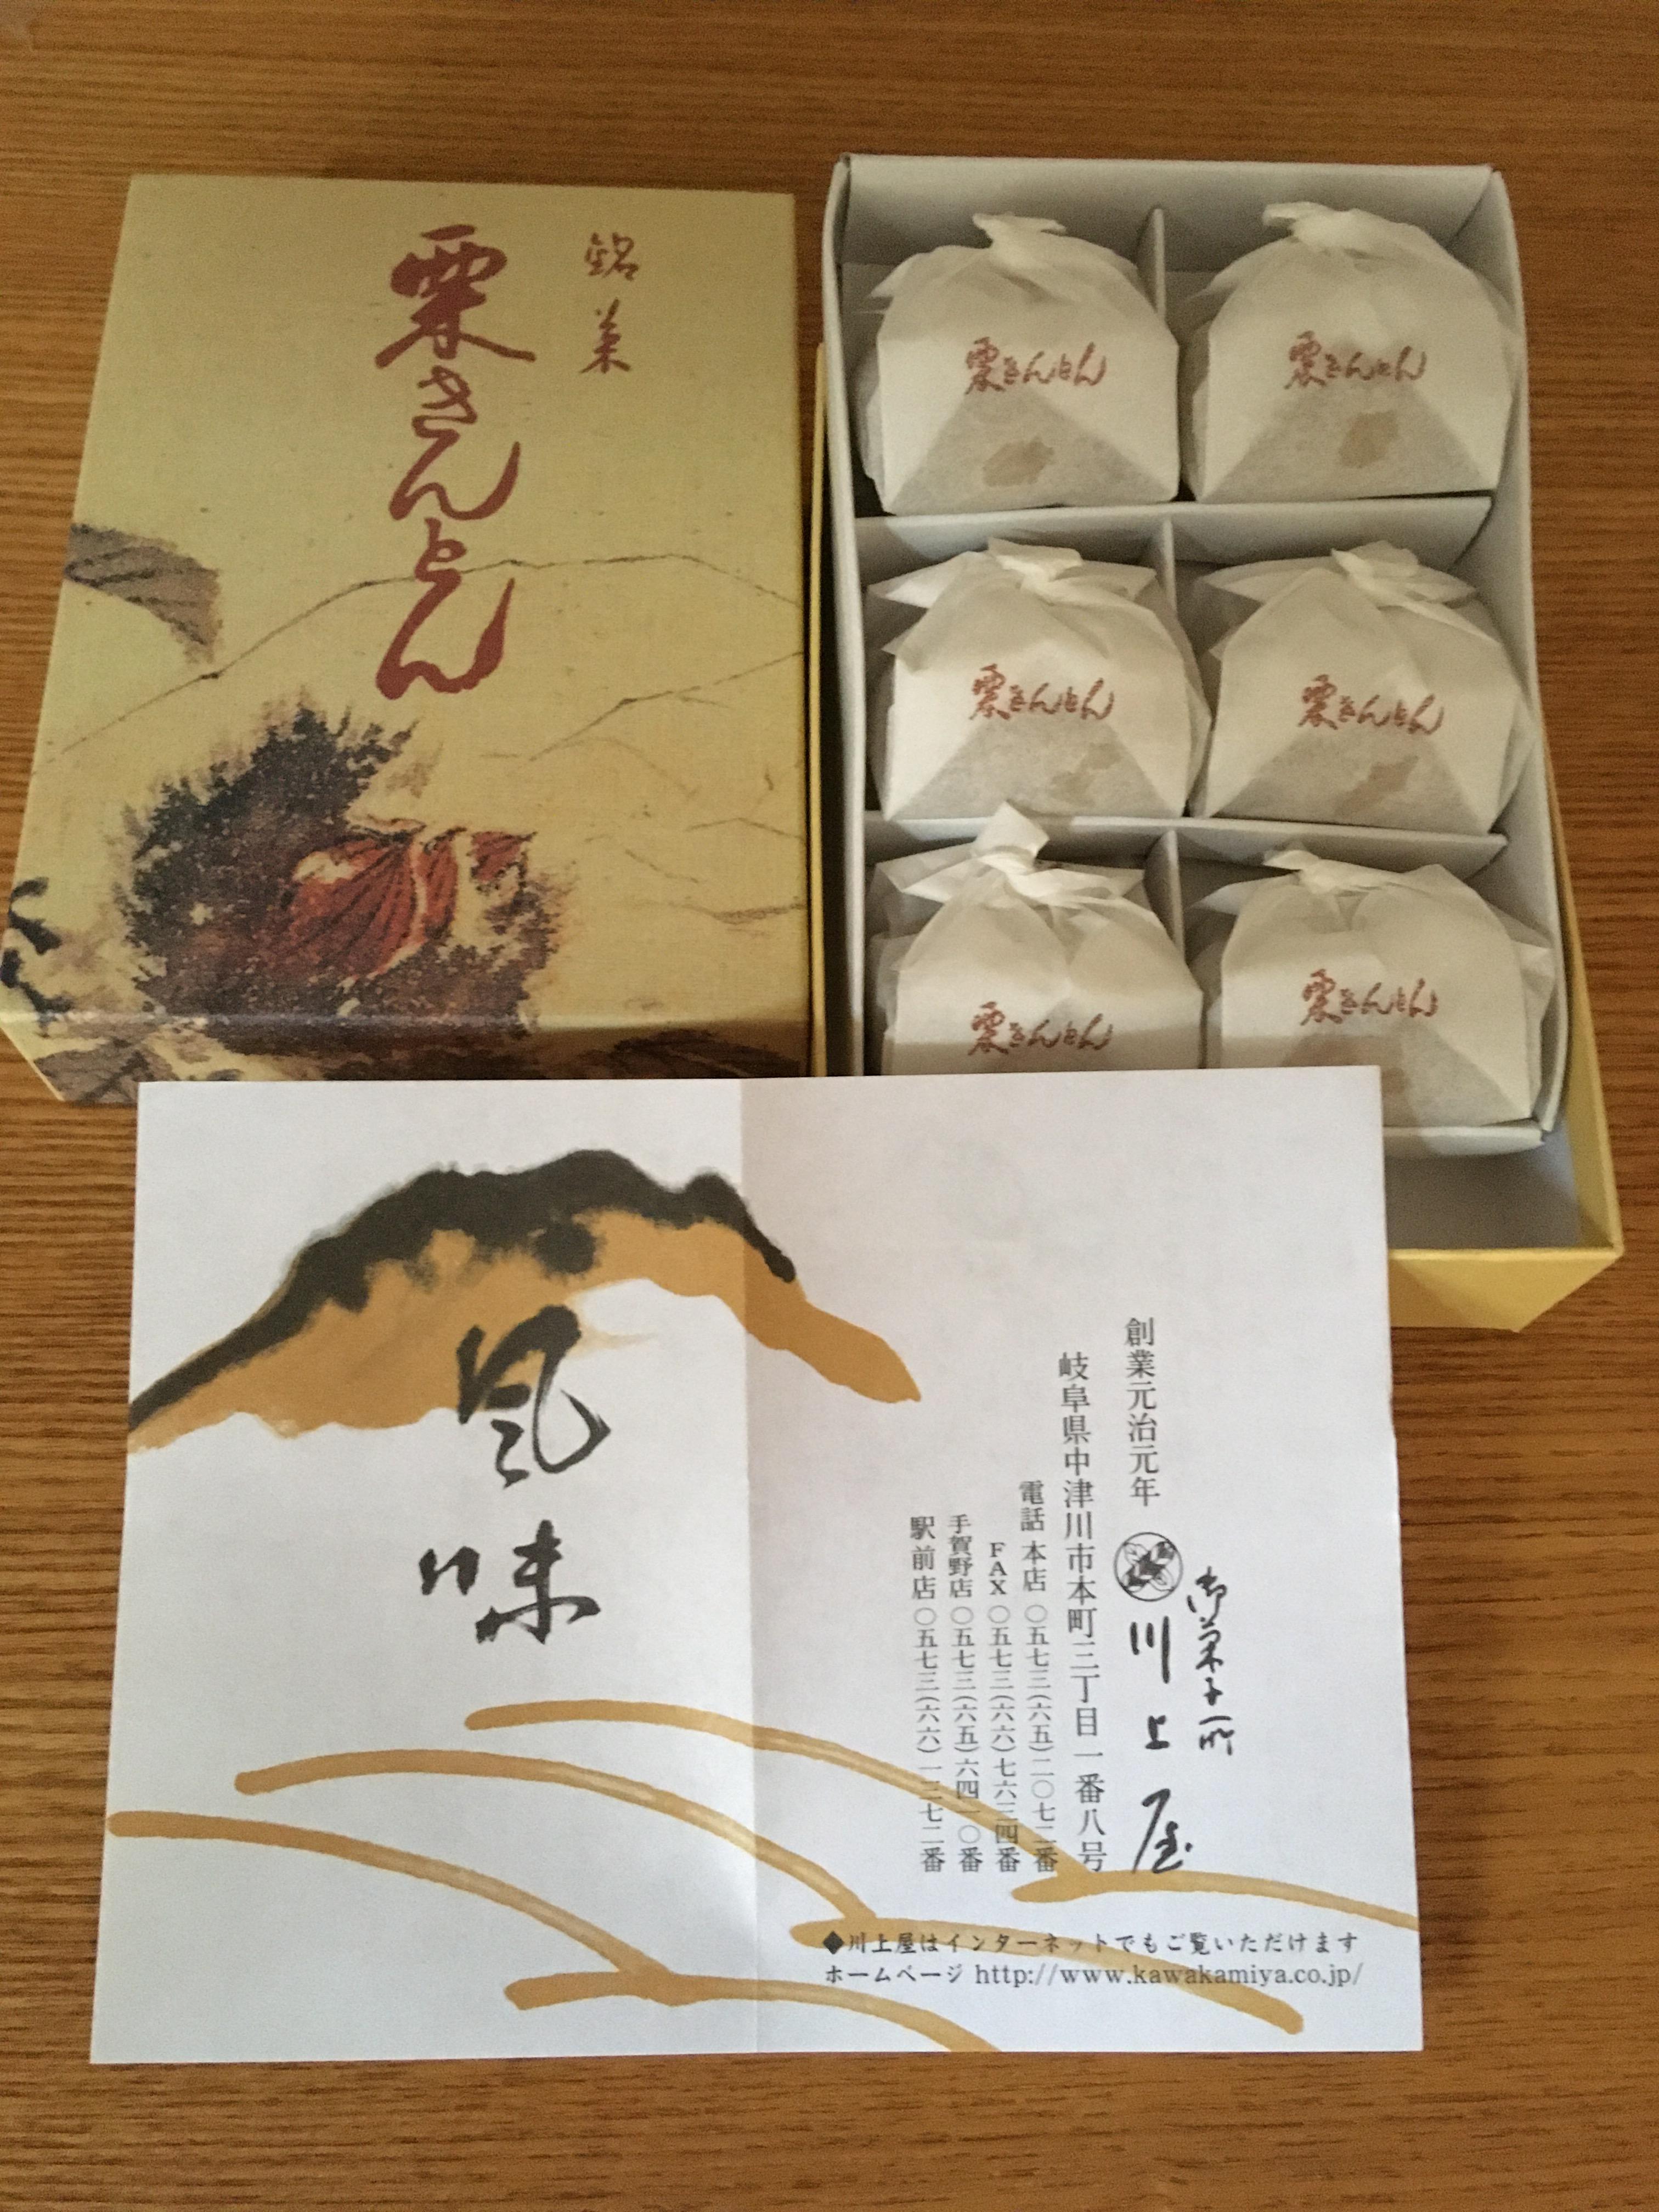 銘菓
栗きんとん
栗きんとん
栗きんとん
栗きんとん
栗きんとん
栗きんとん
栗きんとん
風味
御菓子所
創業元治元年 川上屋
岐阜県中津川市本町三丁目一番八号
電話 本店 〇五七三(六五)二〇七二番
FAX 〇五七三(六六)七六三四番
手賀野店 〇五七三(六五)六四一〇番
駅前店 〇五七三(六六)一三七二番
◆川上屋はインターネットでもご覧いただけます
ホームページ http://www.kawakamiya.co.jp/